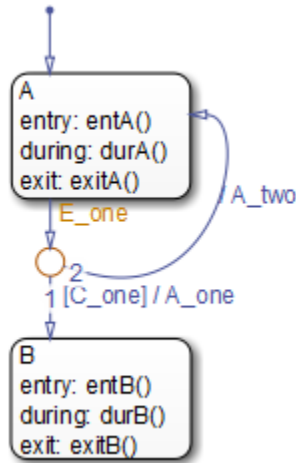 A
entry: entA()
during: durA()
exit: exitA()
E_one
/ A_two
2
1 [C_one] / A_one
B
entry: entB()
during: durB()
exit: exitB()